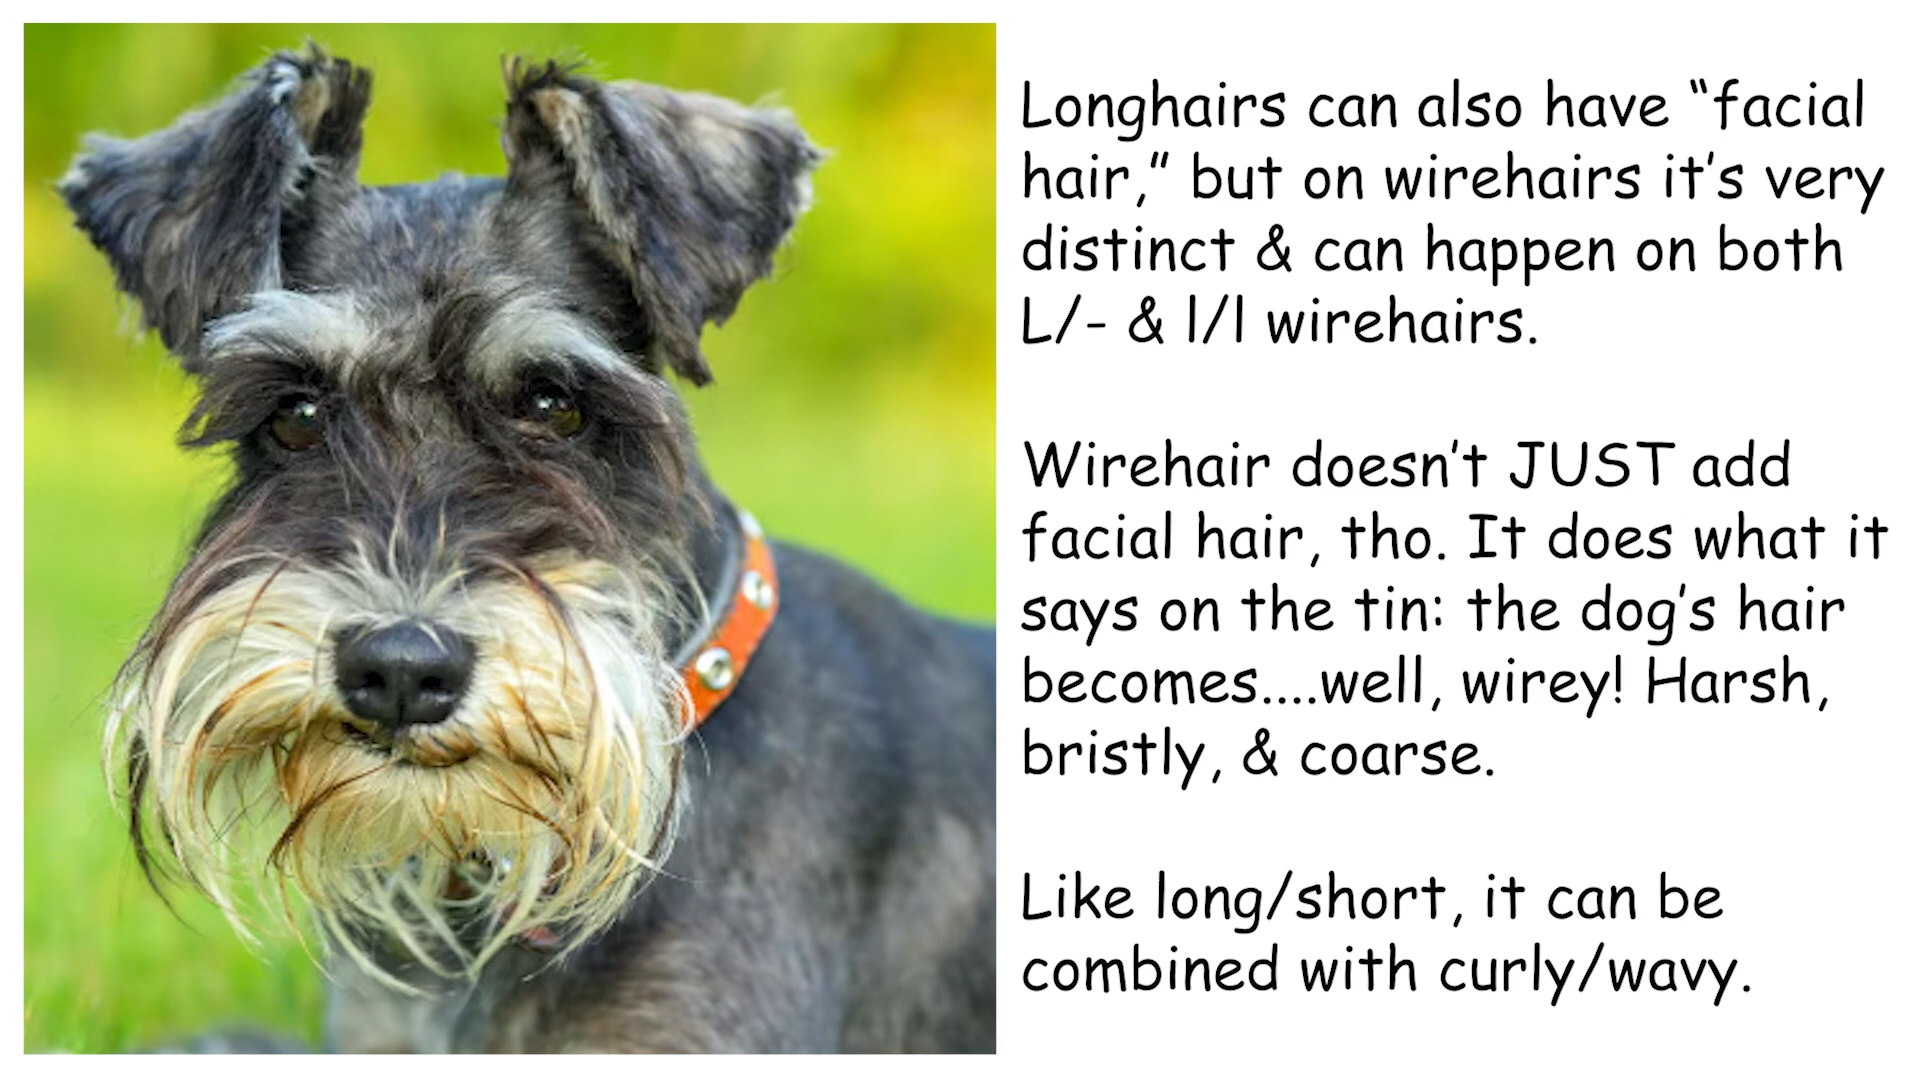 Longhairs can also have “facial
hair,” but on wirehairs it’s very
distinct & can happen on both
L/- & l/l wirehairs.
Wirehair doesn’t JUST add
facial hair, tho. It does what it
says on the tin: the dog’s hair
becomes....well, wirey! Harsh,
bristly, & coarse.
Like long/short, it can be
combined with curly/wavy.